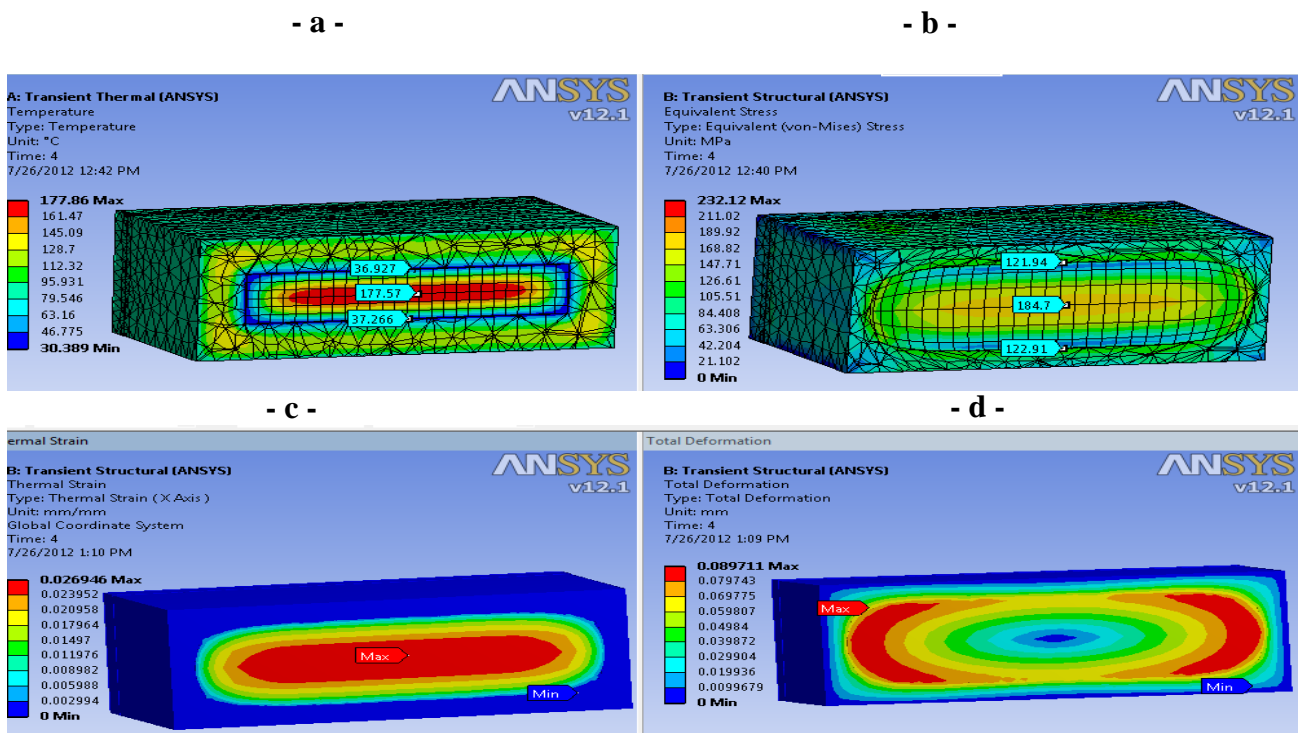 - a -
- b -
ANSYS
v12.1
A: Transient Thermal (ANSYS)
Temperature
Type: Temperature
Unit: °C
Time: 4
7/26/2012 12:42 PM
177.86 Max
161.47
145.09
128.7
112.32
95.931
79.546
63.16
46.775
30.389 Min
36.927
177.57
37.266
ANSYS
v12.1
B: Transient Structural (ANSYS)
Equivalent Stress
Type: Equivalent (von-Mises) Stress
Unit: MPa
Time: 4
7/26/2012 12:40 PM
232.12 Max
211.02
189.92
168.82
147.71
126.61
105.51
84.408
63.306
42.204
21.102
0 Min
121.94
184.7
122.91
- c -
- d -
ermal Strain
ANSYS
v12.1
B: Transient Structural (ANSYS)
Thermal Strain
Type: Thermal Strain ( X Axis )
Unit: mm/mm
Global Coordinate System
Time: 4
7/26/2012 1:10 PM
0.026946 Max
0.023952
0.020958
0.017964
0.01497
0.011976
0.008982
0.005988
0.002994
0 Min
Max
Min
Total Deformation
ANSYS
v12.1
B: Transient Structural (ANSYS)
Total Deformation
Type: Total Deformation
Unit: mm
Time: 4
7/26/2012 1:09 PM
0.089711 Max
0.079743
0.069775
0.059807
0.04984
0.039872
0.029904
0.019936
0.0099679
0 Min
Max
Min